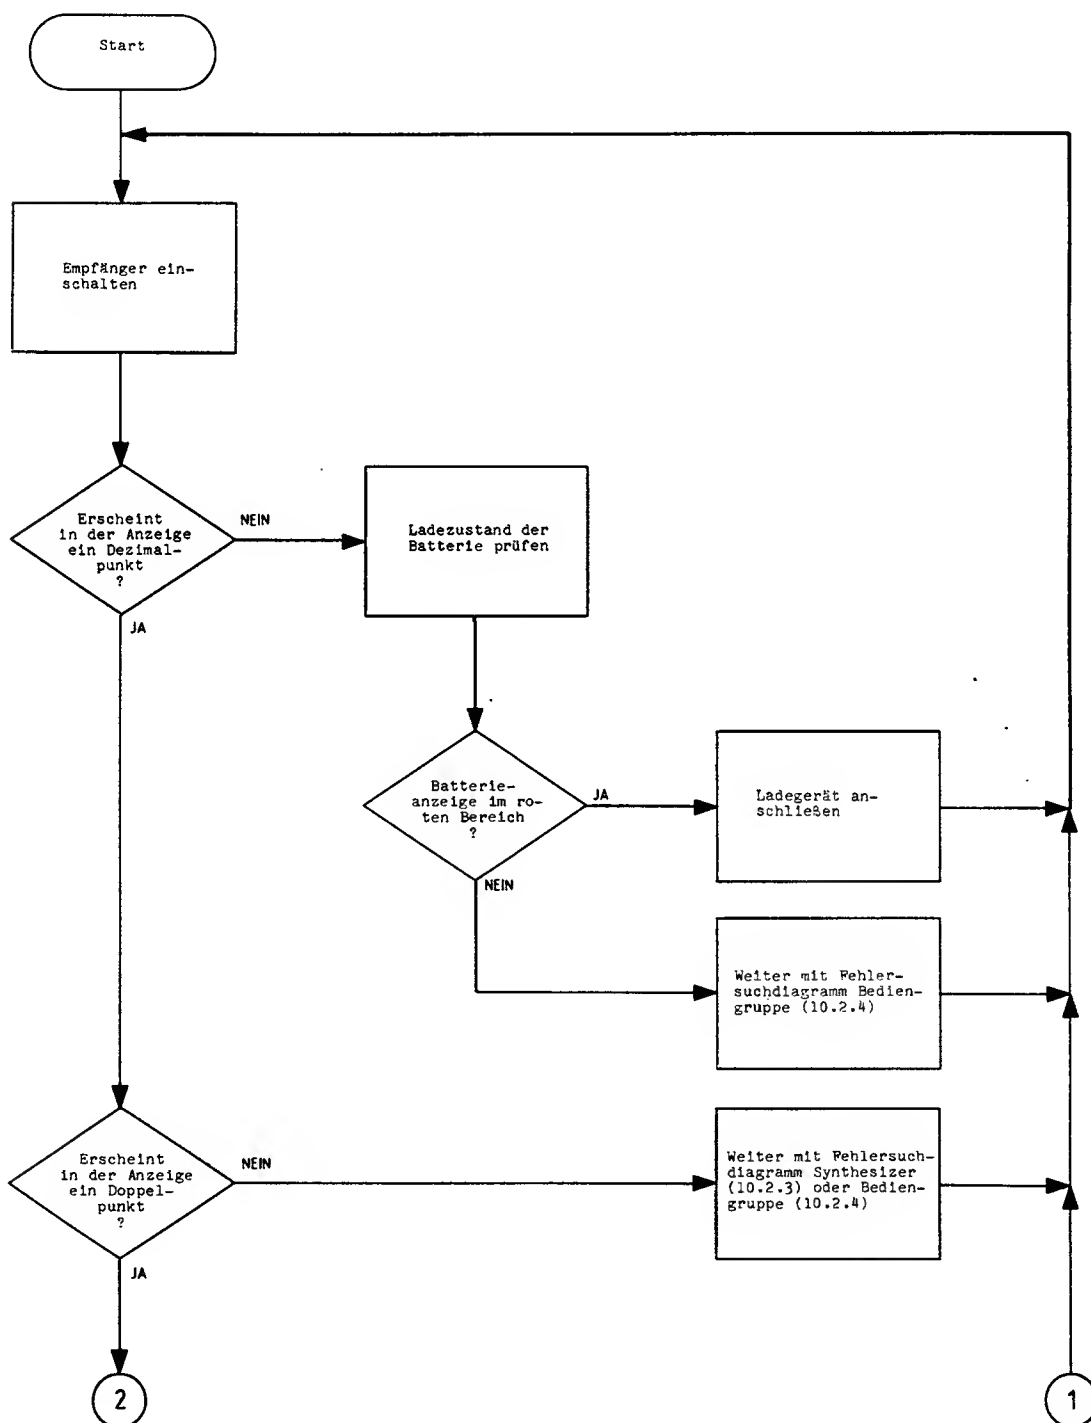 Start
Empfänger ein-
schalten
Erscheint
in der Anzeige
ein Dezimal-
punkt
?
NEIN
JA
Ladezustand der
Batterie prüfen
Batterie-
anzeige im ro-
ten Bereich
?
JA
NEIN
Ladegerät an-
schließen
Weiter mit Fehler-
suchdiagramm Bedien-
gruppe (10.2.4)
Erscheint
in der Anzeige
ein Doppel-
punkt
?
NEIN
JA
Weiter mit Fehlersuch-
diagramm Synthesizer
(10.2.3) oder Bedien-
gruppe (10.2.4)
2
1